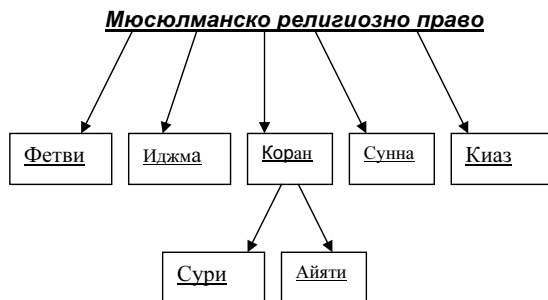 Мюсюлманско религиозно право
Фетви
Иджма
Коран
Сунна
Киаз
Сури
Айяти